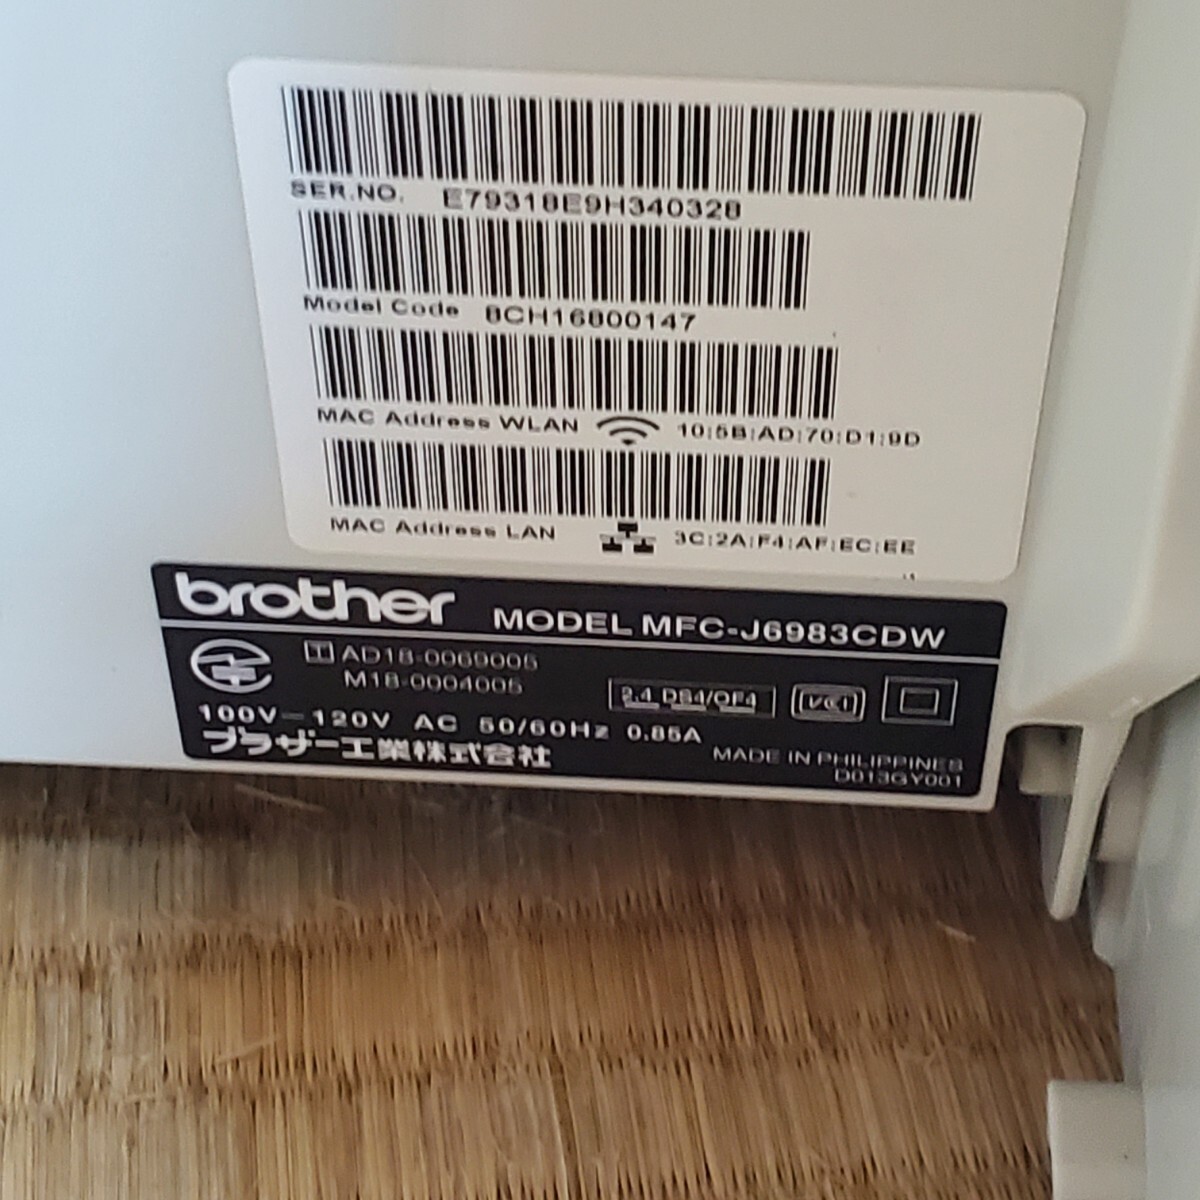 SER.NO. E79318E9H340328
Model Code 8CH16800147
MAC Address WLAN 10:5B:AD:70:D1:9D
MAC Address LAN 3C:2A:F4:AF:EC:EE
brother MODEL MFC-J6983CDW
T AD18-0069005
M18-0004005
2.4 DS4/OF4
VCI
100V-120V AC 50/60Hz 0.85A
ブラザー工業株式会社
MADE IN PHILIPPINES
D013GY001